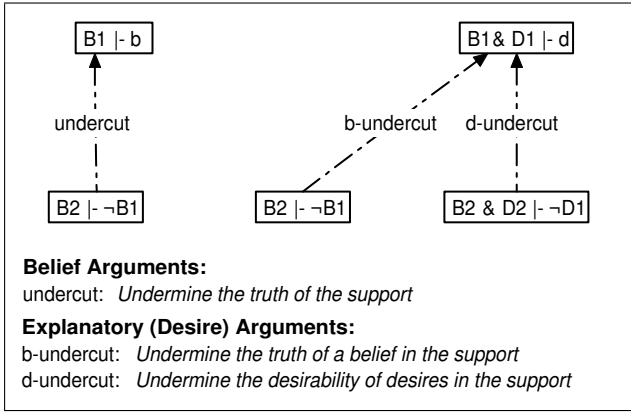 B1 |- b
B1 & D1 |- d
undercut
b-undercut
d-undercut
B2 |- ¬B1
B2 |- ¬B1
B2 & D2 |- ¬D1
Belief Arguments:
undercut: Undermine the truth of the support
Explanatory (Desire) Arguments:
b-undercut: Undermine the truth of a belief in the support
d-undercut: Undermine the desirability of desires in the support